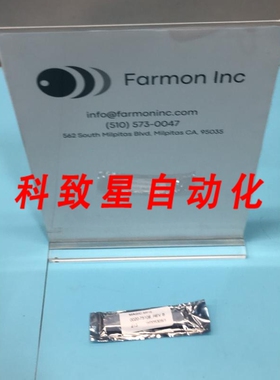 Farmon Inc
info@farmoninc.com
(510) 573-0047
562 South Milpitas Blvd. Milpitas CA, 95035
科致星自动化